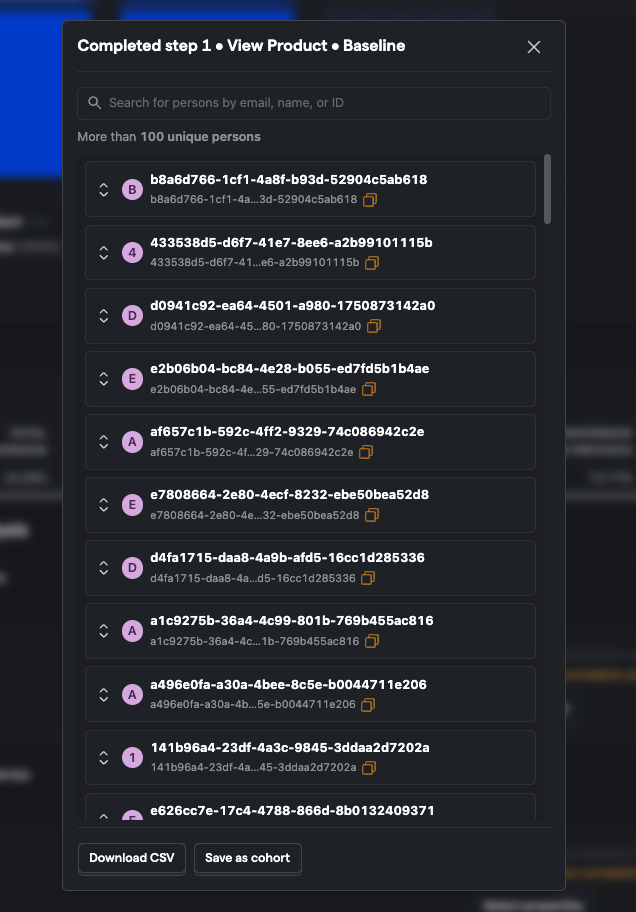 Completed step 1 • View Product • Baseline
Search for persons by email, name, or ID
More than 100 unique persons
B
b8a6d766-1cf1-4a8f-b93d-52904c5ab618
b8a6d766-1cf1-4a...3d-52904c5ab618
4
433538d5-d6f7-41e7-8ee6-a2b99101115b
433538d5-d6f7-41...e6-a2b99101115b
D
d0941c92-ea64-4501-a980-1750873142a0
d0941c92-ea64-45...80-1750873142a0
E
e2b06b04-bc84-4e28-b055-ed7fd5b1b4ae
e2b06b04-bc84-4e...55-ed7fd5b1b4ae
A
af657c1b-592c-4ff2-9329-74c086942c2e
af657c1b-592c-4f...29-74c086942c2e
E
e7808664-2e80-4ecf-8232-ebe50bea52d8
e7808664-2e80-4e...32-ebe50bea52d8
D
d4fa1715-daa8-4a9b-afd5-16cc1d285336
d4fa1715-daa8-4a...d5-16cc1d285336
A
a1c9275b-36a4-4c99-801b-769b455ac816
a1c9275b-36a4-4c...1b-769b455ac816
A
a496e0fa-a30a-4bee-8c5e-b0044711e206
a496e0fa-a30a-4b...5e-b0044711e206
1
141b96a4-23df-4a3c-9845-3ddaa2d7202a
141b96a4-23df-4a...45-3ddaa2d7202a
E
e626cc7e-17c4-4788-866d-8b0132409371
Download CSV
Save as cohort